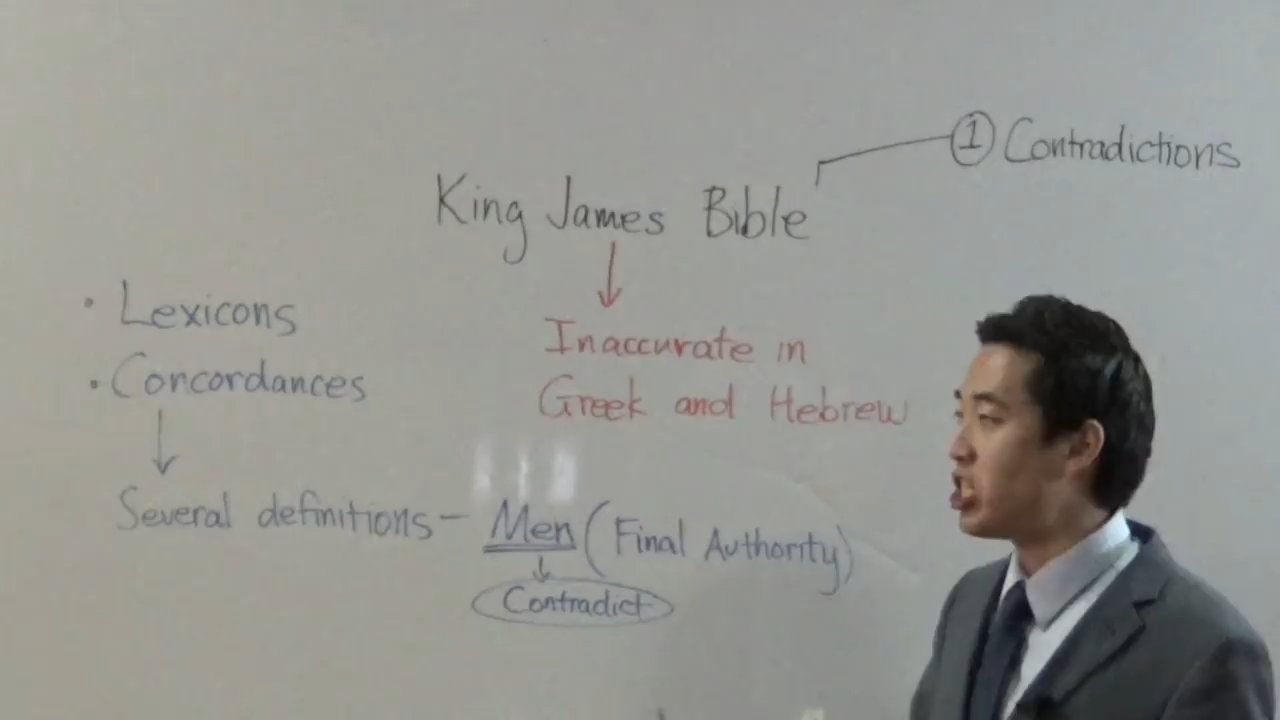 ① Contradictions
King James Bible
Inaccurate in
Greek and Hebrew
• Lexicons
• Concordances
Several definitions - Men (Final Authority)
Contradict